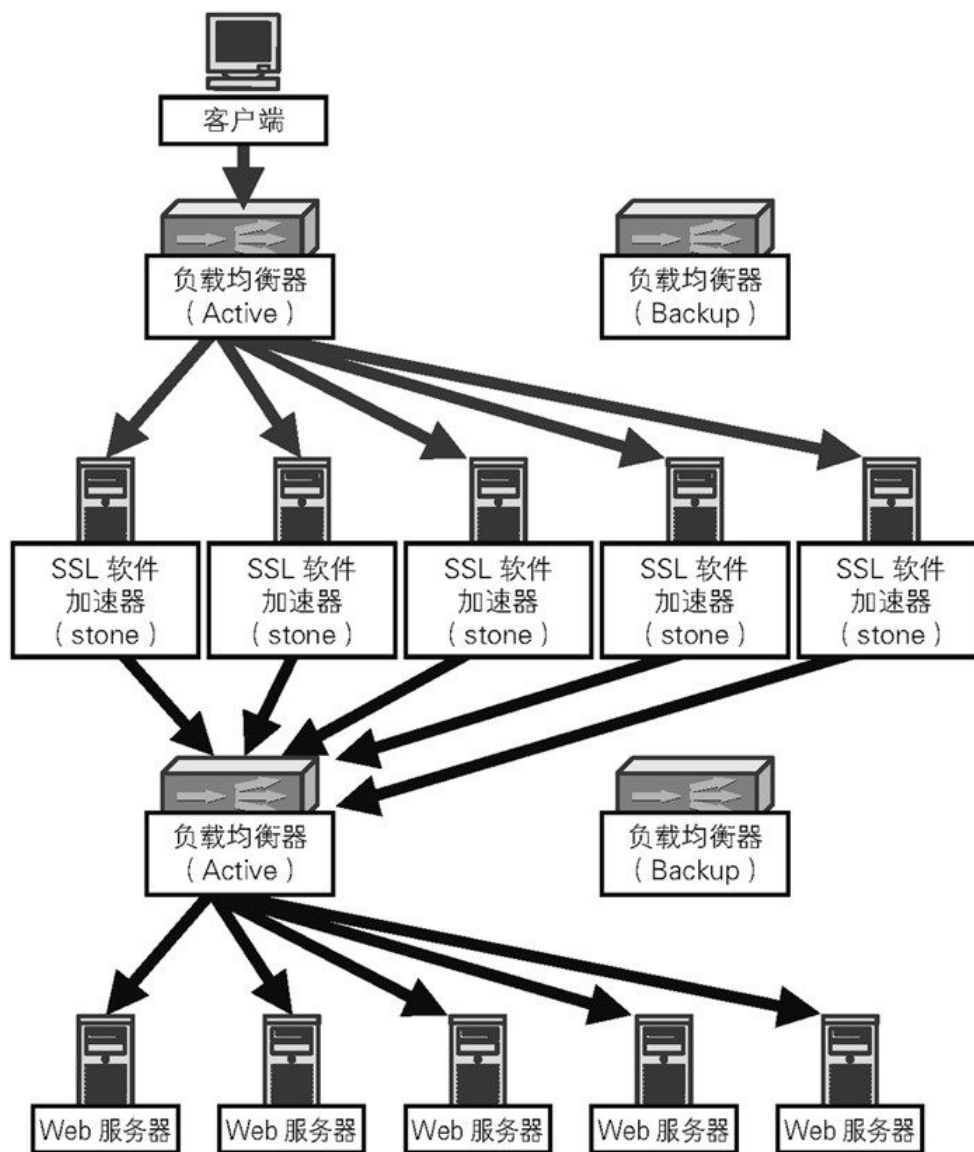 客户端
负载均衡器
（Active）
负载均衡器
（Backup）
SSL 软件
加速器
（stone）
SSL 软件
加速器
（stone）
SSL 软件
加速器
（stone）
SSL 软件
加速器
（stone）
SSL 软件
加速器
（stone）
负载均衡器
（Active）
负载均衡器
（Backup）
Web 服务器
Web 服务器
Web 服务器
Web 服务器
Web 服务器